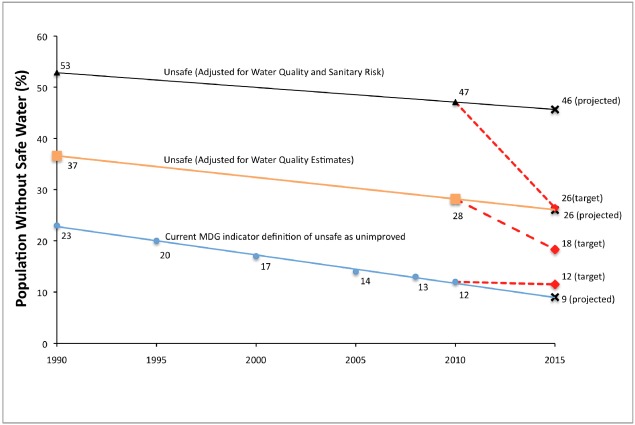 Population Without Safe Water (%)
60
50
40
30
20
10
0
1990
1995
2000
2005
2010
2015
53
Unsafe (Adjusted for Water Quality and Sanitary Risk)
47
46 (projected)
37
Unsafe (Adjusted for Water Quality Estimates)
28
26(target)
26 (projected)
18 (target)
23
Current MDG indicator definition of unsafe as unimproved
20
17
14
13
12
12 (target)
9 (projected)